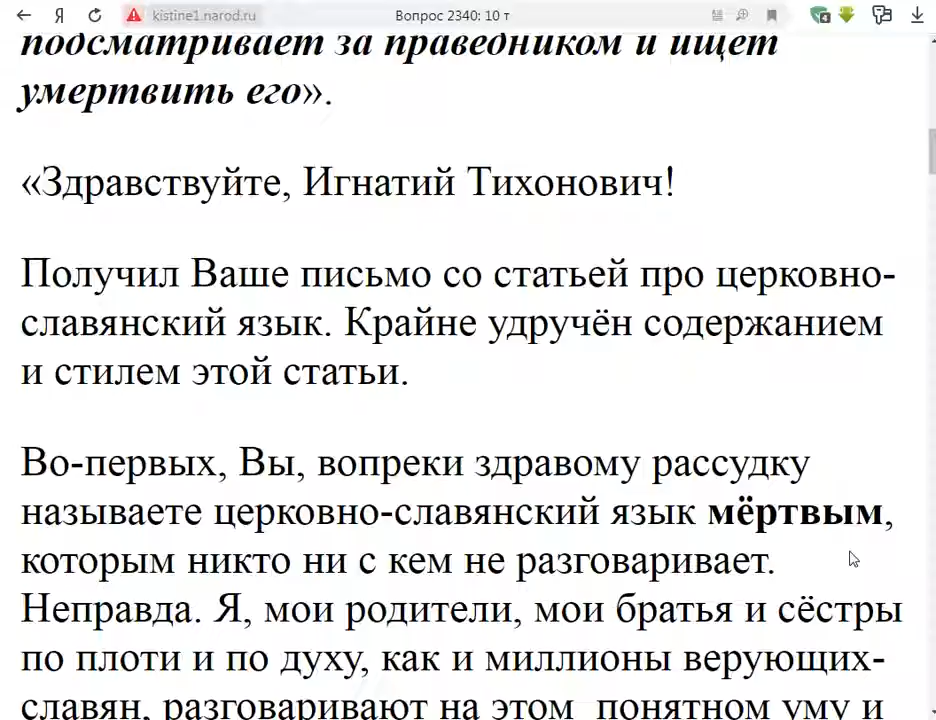 Я kistine1.narod.ru Вопрос 2340: 10 т
подсматривает за праведником и ищет
умертвить его».
«Здравствуйте, Игнатий Тихонович!
Получил Ваше письмо со статьей про церковно-
славянский язык. Крайне удручён содержанием
и стилем этой статьи.
Во-первых, Вы, вопреки здравому рассудку
называете церковно-славянский язык мёртвым,
которым никто ни с кем не разговаривает.
Неправда. Я, мои родители, мои братья и сёстры
по плоти и по духу, как и миллионы верующих-
славян, разговаривают на этом понятном уму и